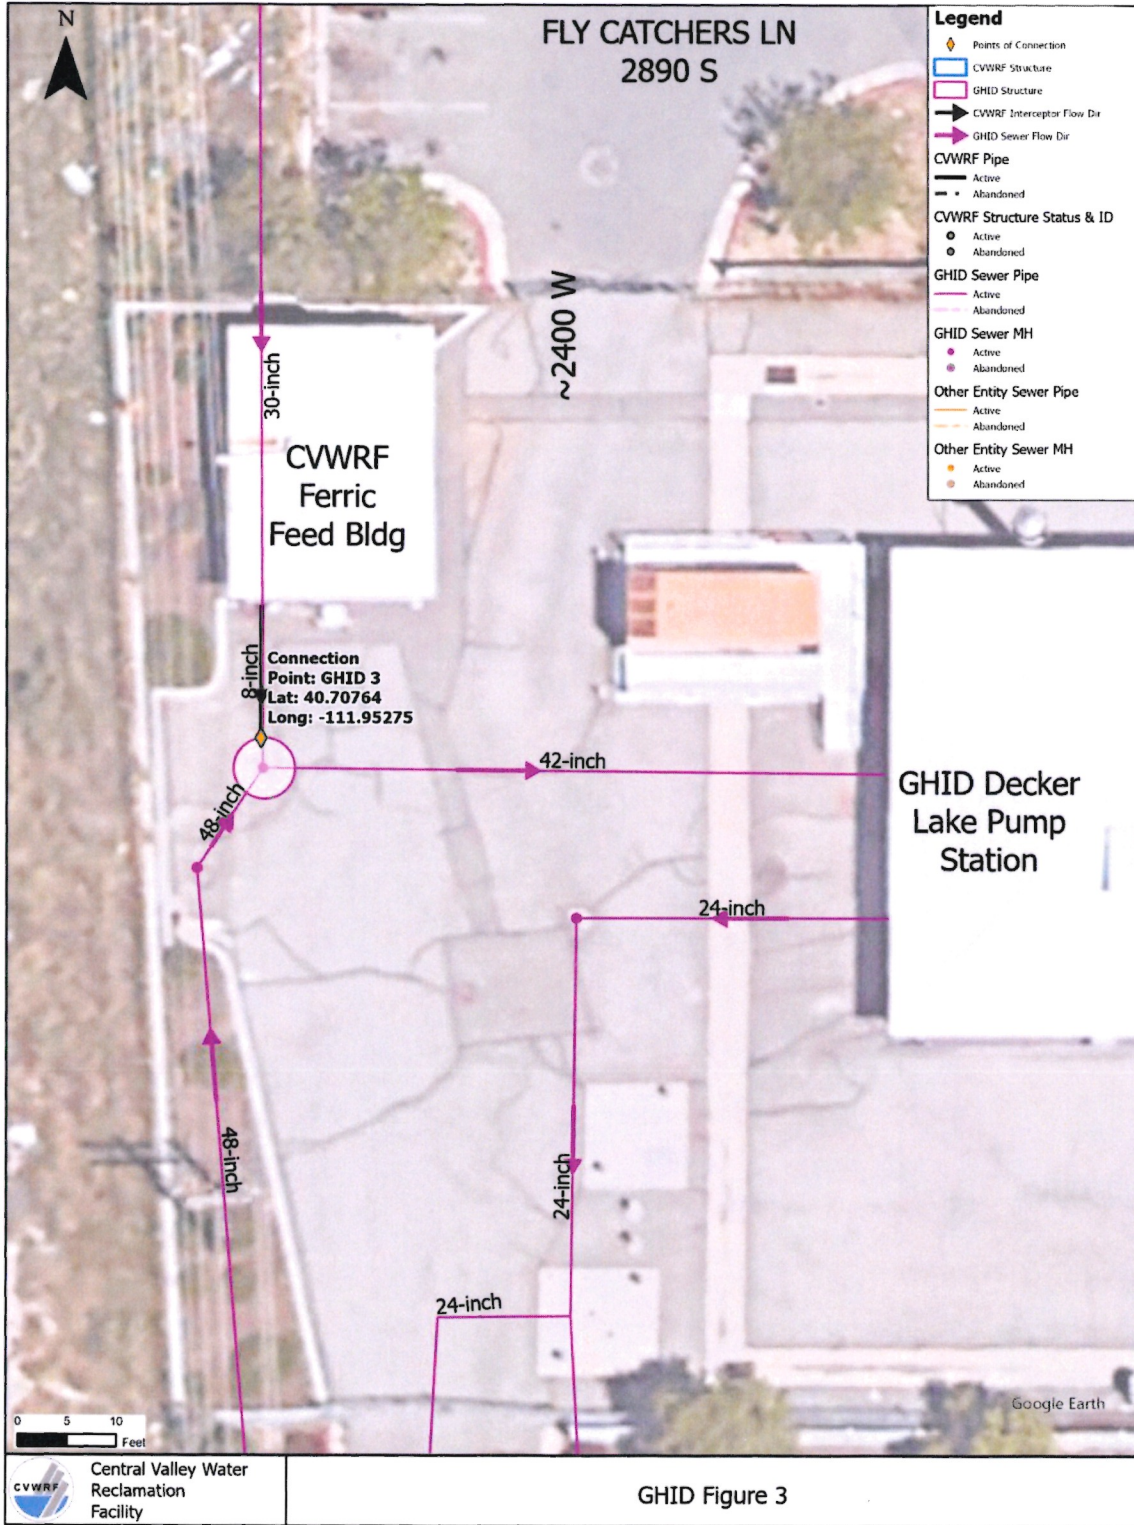 N
FLY CATCHERS LN
2890 S
Legend
Points of Connection
CVWRF Structure
GHID Structure
CVWRF Interceptor Flow Dir
GHID Sewer Flow Dir
CVWRF Pipe
Active
Abandoned
CVWRF Structure Status & ID
Active
Abandoned
GHID Sewer Pipe
Active
Abandoned
GHID Sewer MH
Active
Abandoned
Other Entity Sewer Pipe
Active
Abandoned
Other Entity Sewer MH
Active
Abandoned
~2400 W
30-inch
CVWRF
Ferric
Feed Bldg
8-inch
Connection
Point: GHID 3
Lat: 40.70764
Long: -111.95275
42-inch
48-inch
GHID Decker
Lake Pump
Station
24-inch
48-inch
24-inch
24-inch
Google Earth
0 5 10
Feet
CVWRF
Central Valley Water
Reclamation
Facility
GHID Figure 3